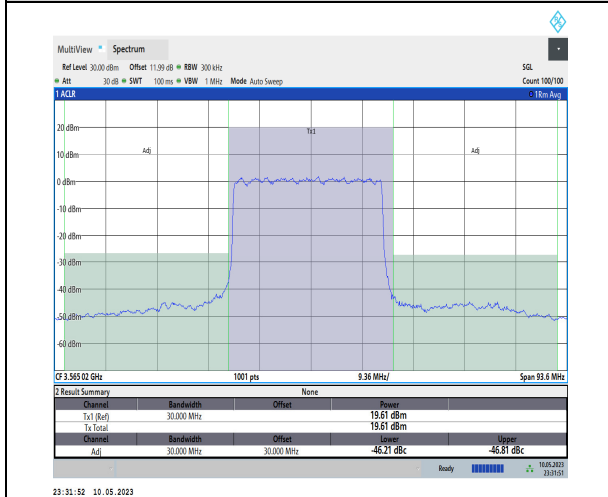 MultiView Spectrum
Ref Level 30.00 dBm Offset 11.99 dB RBW 300 kHz SGL
Att 30 dB SWT 100 ms VBW 1 MHz Mode Auto Sweep Count 100/100
1 ACLR 1Rm Avg
Tx1
20 dBm
Adj Adj
10 dBm
0 dBm
-10 dBm
-20 dBm
-30 dBm
-40 dBm
-50 dBm
-60 dBm
CF 3.565 02 GHz 1001 pts 9.36 MHz/ Span 93.6 MHz
2 Result Summary None
Channel Bandwidth Offset Power
Tx1 (Ref) 30.000 MHz 19.61 dBm
Tx Total 19.61 dBm
Channel Bandwidth Offset Lower Upper
Adj 30.000 MHz 30.000 MHz -46.21 dBc -46.81 dBc
Ready 10.05.2023
23:31:51
23:31:52 10.05.2023